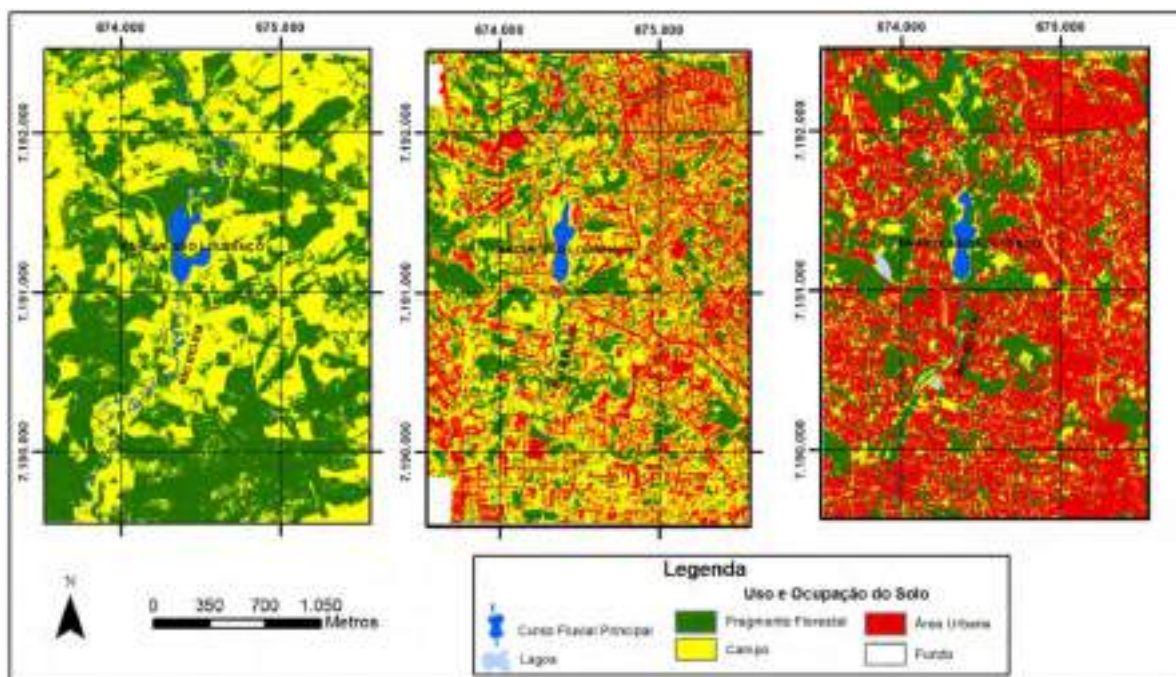 674.000 675.000
674.000 675.000
674.000 675.000
7.192.000
7.191.000
7.190.000
7.192.000
7.191.000
7.190.000
7.192.000
7.191.000
7.190.000
N
0 350 700 1.050
Metros
Legenda
Uso e Ocupação do Solo
Curso Fluvial Principal
Lagoa
Fragmento Florestal
Campo
Área Urbana
Fundo